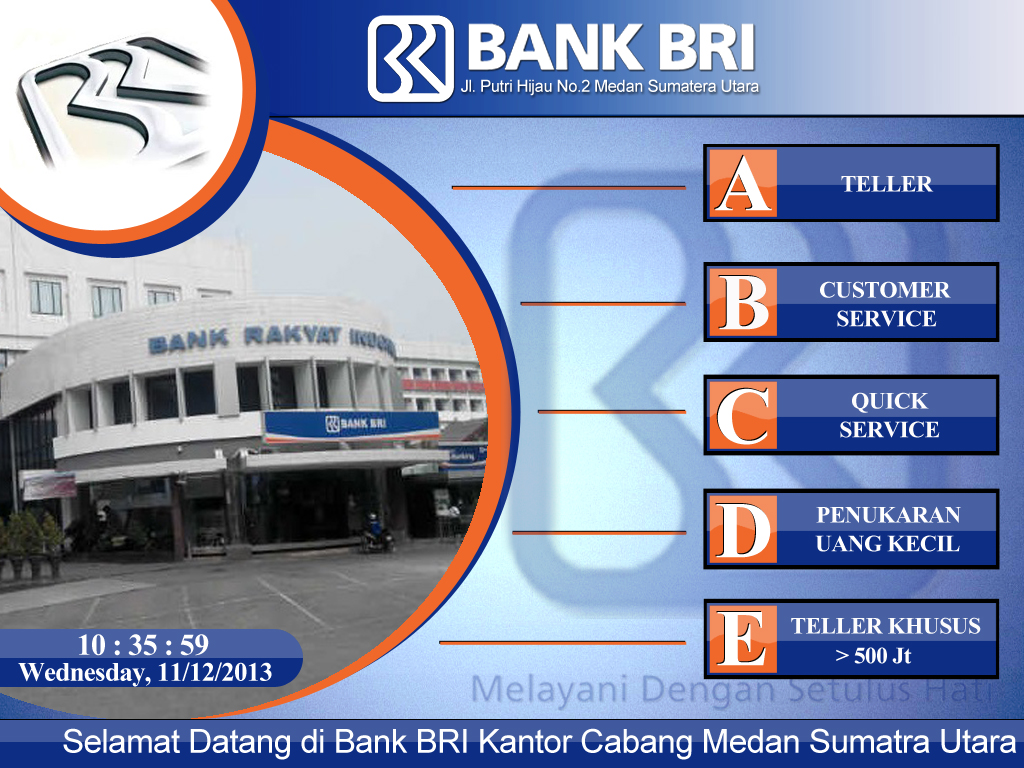 BANK BRI
Jl. Putri Hijau No.2 Medan Sumatera Utara
BANK RAKYAT
BANK BRI
A
TELLER
B
CUSTOMER
SERVICE
C
QUICK
SERVICE
D
PENUKARAN
UANG KECIL
E
TELLER KHUSUS
> 500 Jt
10 : 35 : 59
Wednesday, 11/12/2013
Melayani Dengan Setulus Hati
Selamat Datang di Bank BRI Kantor Cabang Medan Sumatra Utara